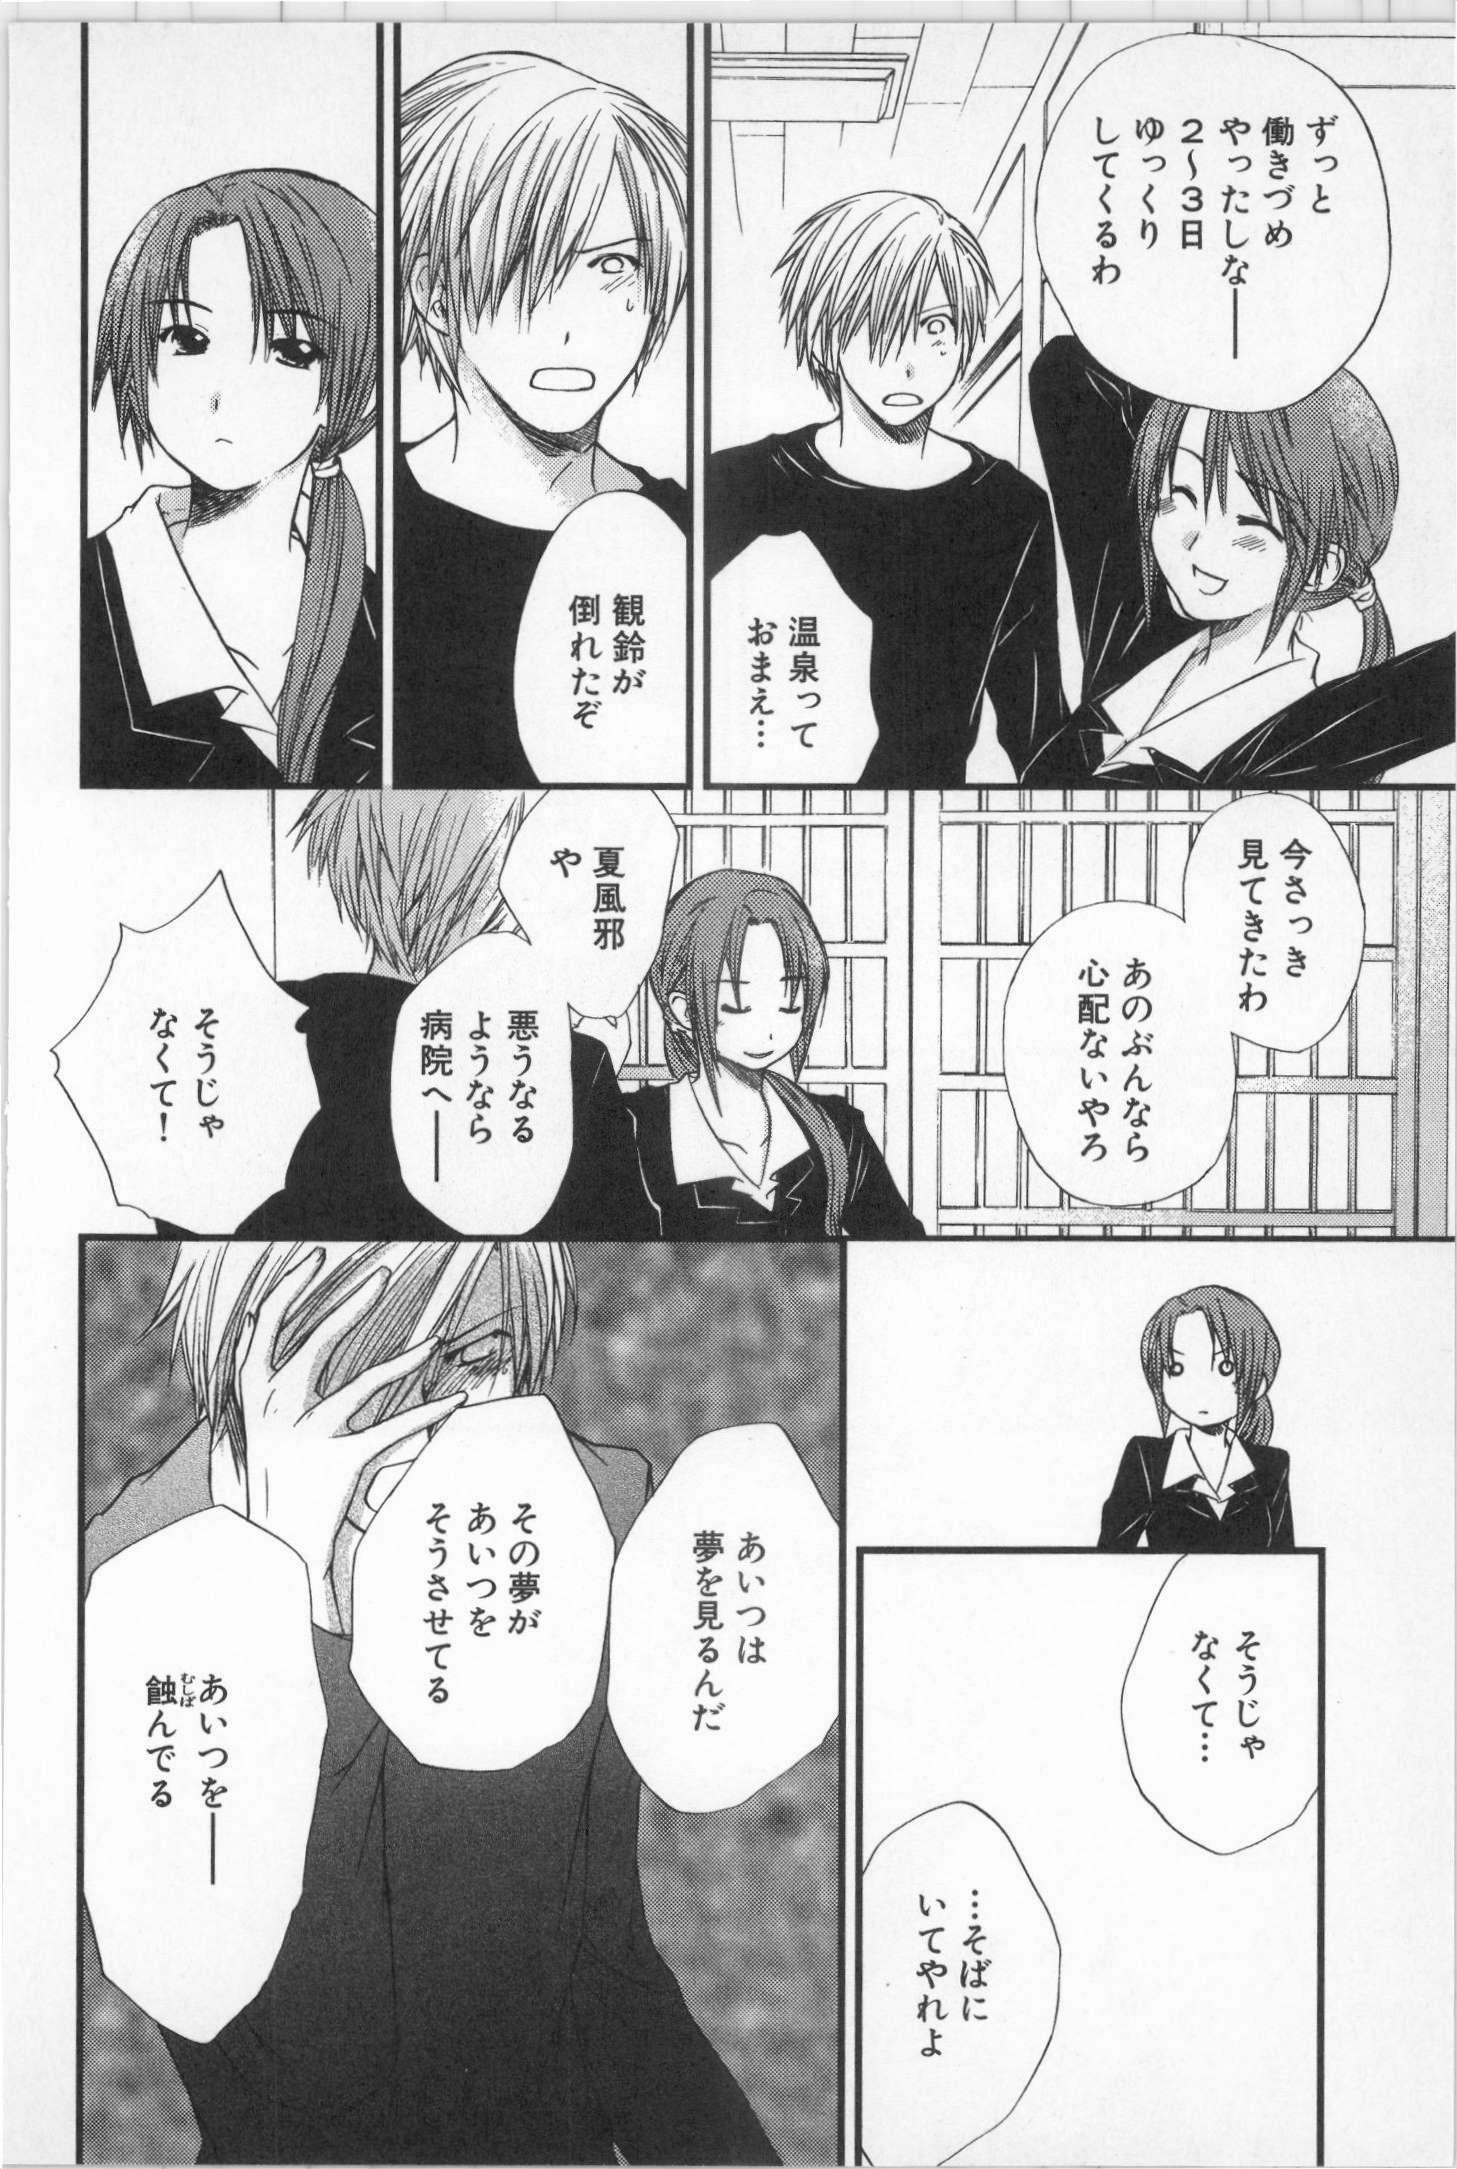 ずっと
働きづめ
やったしな──
2〜3日
ゆっくり
してくるわ
温泉って
おまえ…
観鈴が
倒れたぞ
今さっき
見てきたわ
あのぶんなら
心配ないやろ
夏風邪
や
悪うなる
ようなら
病院へ──
そうじゃ
なくて!
そうじゃ
なくて…
…そばに
いてやれよ
あいつは
夢を見るんだ
その夢が
あいつを
そうさせてる
あいつを──
蝕んでる
むしば